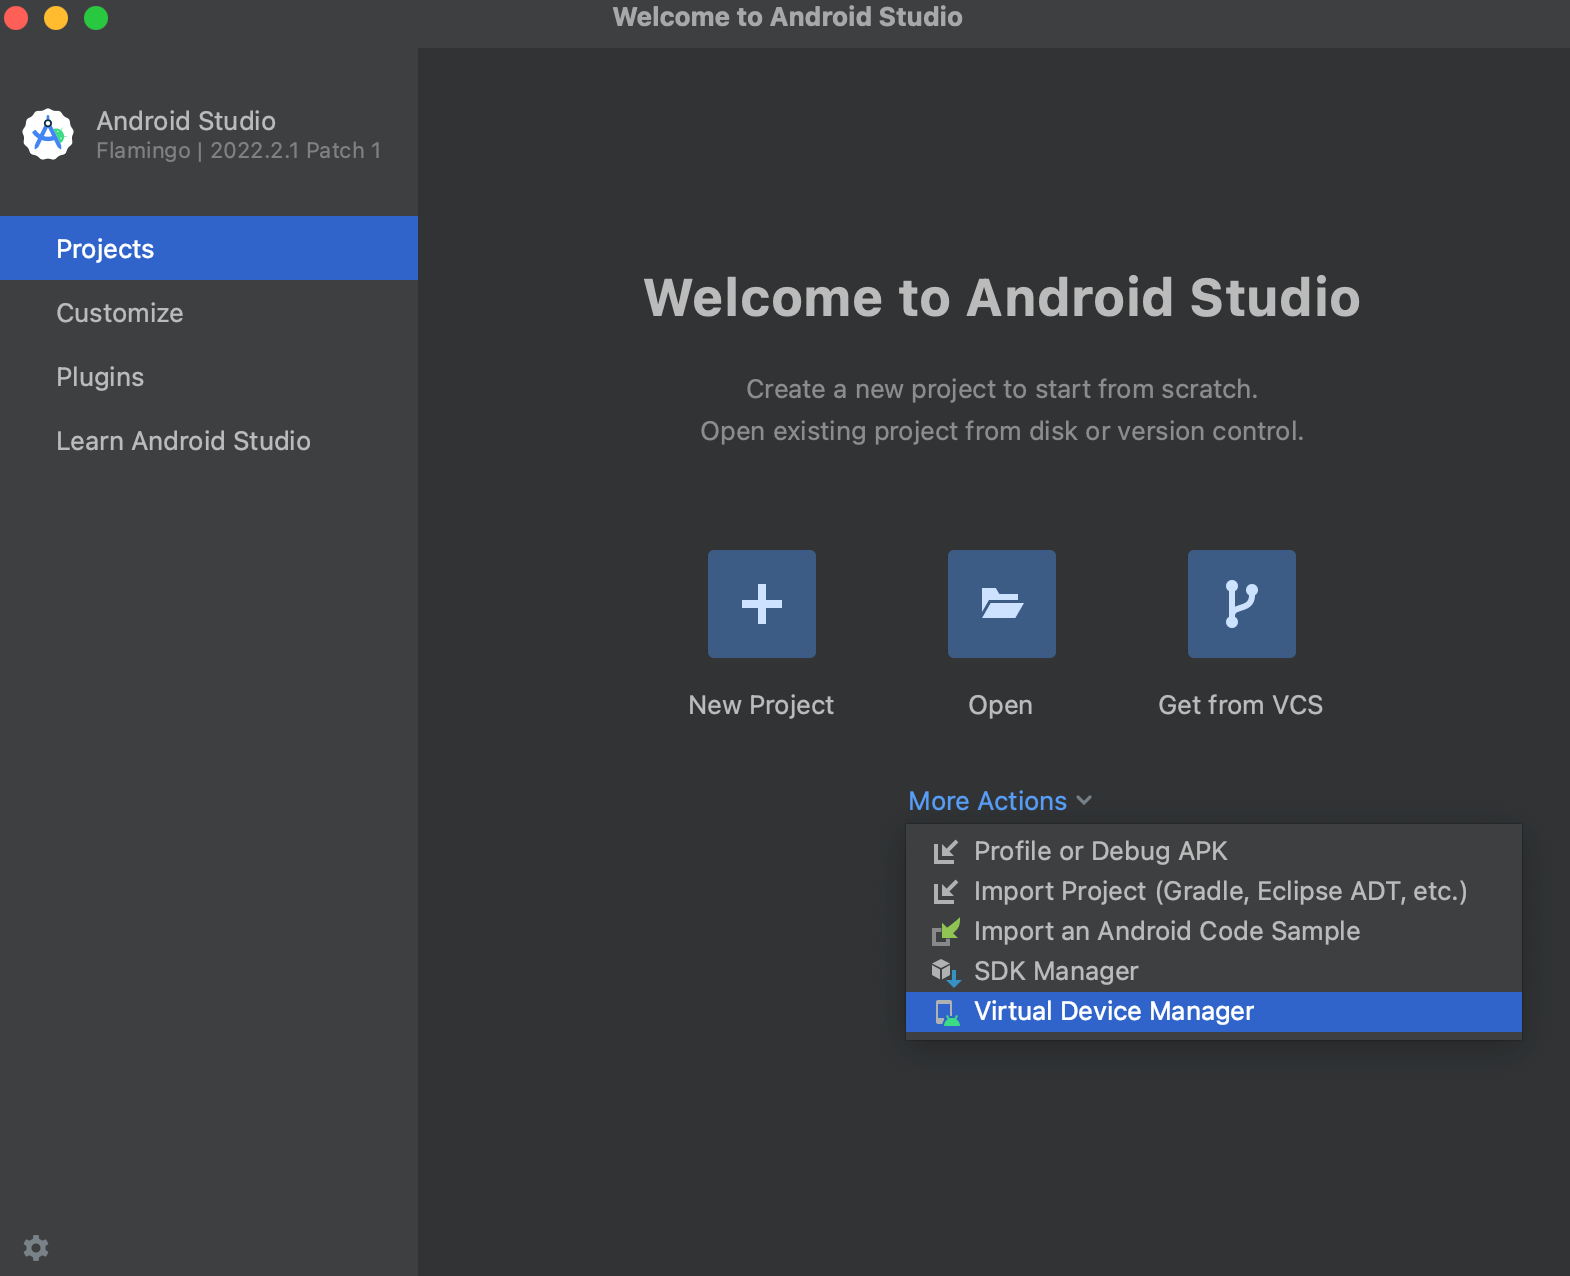 Welcome to Android Studio
Android Studio
Flamingo | 2022.2.1 Patch 1
Projects
Customize
Plugins
Learn Android Studio
Welcome to Android Studio
Create a new project to start from scratch.
Open existing project from disk or version control.
New Project
Open
Get from VCS
More Actions
Profile or Debug APK
Import Project (Gradle, Eclipse ADT, etc.)
Import an Android Code Sample
SDK Manager
Virtual Device Manager